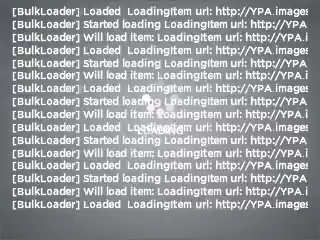 [BulkLoader] Loaded LoadingItem url: http://YPA.images
[BulkLoader] Started loading LoadingItem url: http://YPA
[BulkLoader] Will load item: LoadingItem url: http://YPA.i
[BulkLoader] Loaded LoadingItem url: http://YPA.images
[BulkLoader] Started loading LoadingItem url: http://YPA
[BulkLoader] Will load item: LoadingItem url: http://YPA.i
[BulkLoader] Loaded LoadingItem url: http://YPA.images
[BulkLoader] Started loading LoadingItem url: http://YPA
[BulkLoader] Will load item: LoadingItem url: http://YPA.i
[BulkLoader] Loaded LoadingItem url: http://YPA.images
LOADING
[BulkLoader] Started loading LoadingItem url: http://YPA
[BulkLoader] Will load item: LoadingItem url: http://YPA.i
[BulkLoader] Loaded LoadingItem url: http://YPA.images
[BulkLoader] Started loading LoadingItem url: http://YPA
[BulkLoader] Will load item: LoadingItem url: http://YPA.i
[BulkLoader] Loaded LoadingItem url: http://YPA.images